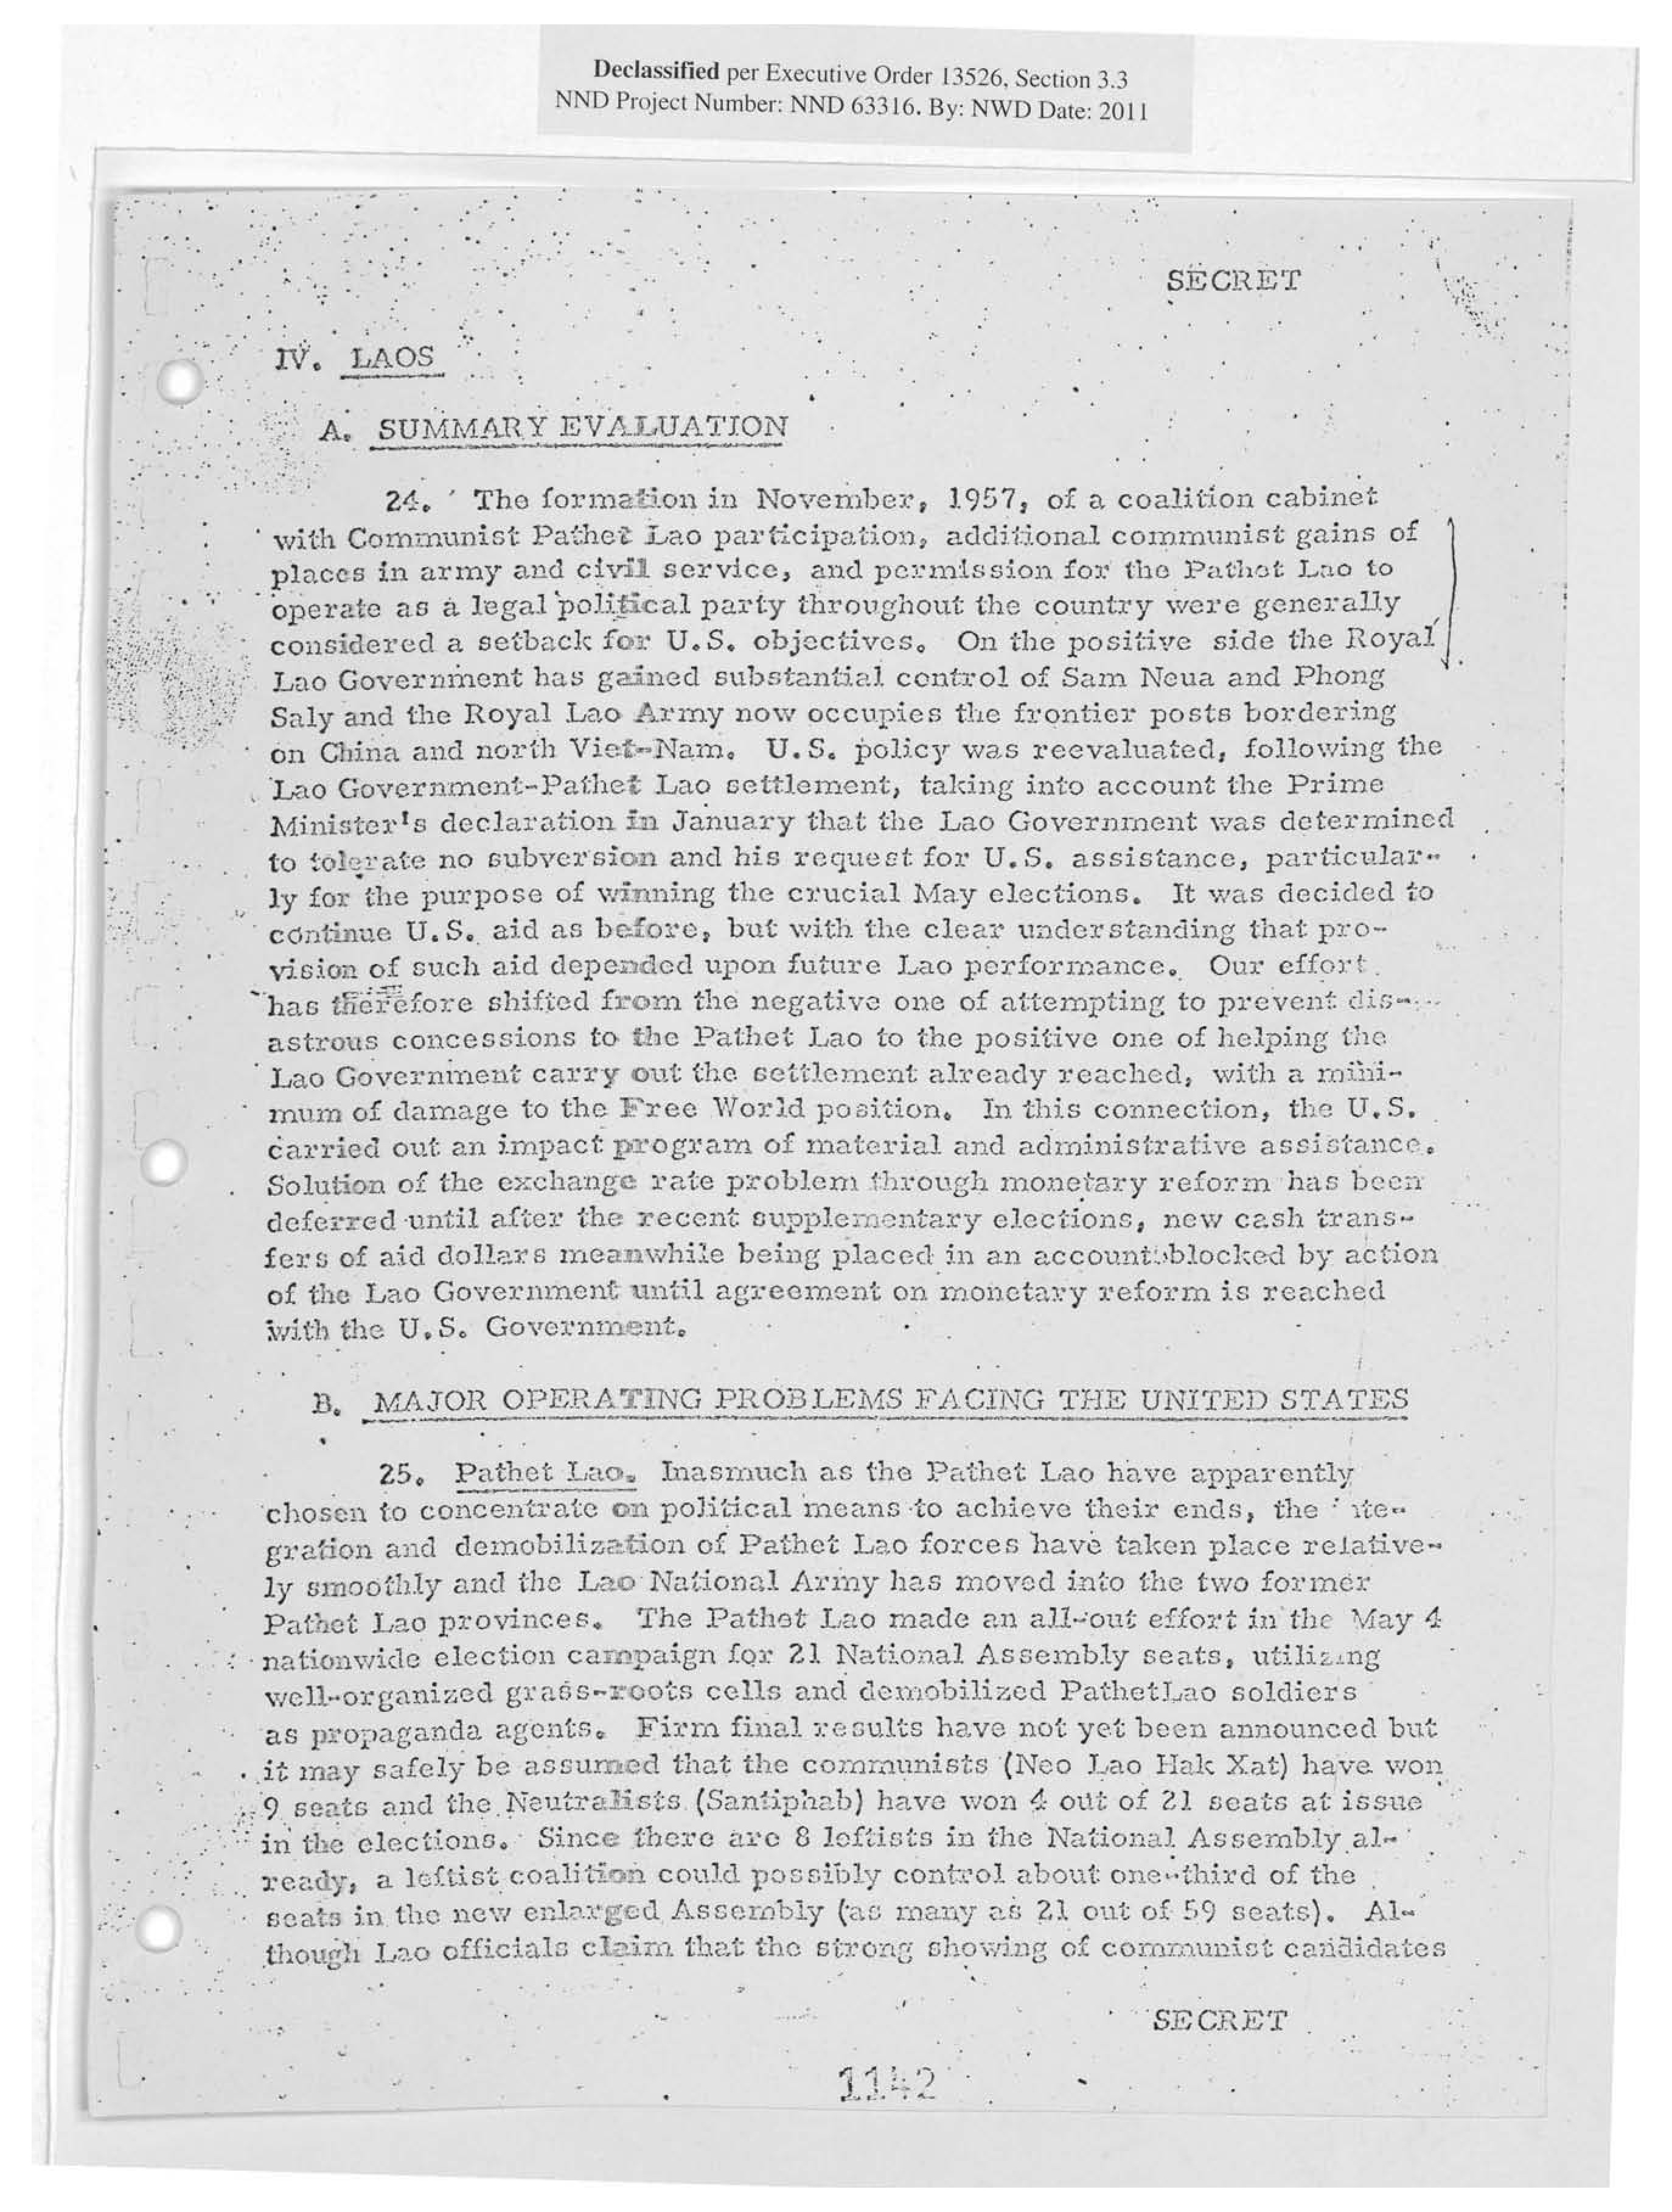 Declassified per Executive Order 13526, Section 3.3
NND Project Number: NND 63316. By: NWD Date: 2011
SECRET
IV. LAOS
A. SUMMARY EVALUATION
24. The formation in November, 1957, of a coalition cabinet
with Communist Pathet Lao participation, additional communist gains of
places in army and civil service, and permission for the Pathet Lao to
operate as a legal political party throughout the country were generally
considered a setback for U.S. objectives. On the positive side the Royal
Lao Government has gained substantial control of Sam Neua and Phong
Saly and the Royal Lao Army now occupies the frontier posts bordering
on China and north Viet-Nam. U.S. policy was reevaluated, following the
Lao Government-Pathet Lao settlement, taking into account the Prime
Minister's declaration in January that the Lao Government was determined
to tolerate no subversion and his request for U.S. assistance, particular-
ly for the purpose of winning the crucial May elections. It was decided to
continue U.S. aid as before, but with the clear understanding that pro-
vision of such aid depended upon future Lao performance. Our effort
has therefore shifted from the negative one of attempting to prevent dis-
astrous concessions to the Pathet Lao to the positive one of helping the
Lao Government carry out the settlement already reached, with a mini-
mum of damage to the Free World position. In this connection, the U.S.
carried out an impact program of material and administrative assistance.
Solution of the exchange rate problem through monetary reform has been
deferred until after the recent supplementary elections, new cash trans-
fers of aid dollars meanwhile being placed in an account blocked by action
of the Lao Government until agreement on monetary reform is reached
with the U.S. Government.
B. MAJOR OPERATING PROBLEMS FACING THE UNITED STATES
25. Pathet Lao. Inasmuch as the Pathet Lao have apparently
chosen to concentrate on political means to achieve their ends, the
gration and demobilization of Pathet Lao forces have taken place relative-
ly smoothly and the Lao National Army has moved into the two former
Pathet Lao provinces. The Pathet Lao made an all-out effort in the May 4
nationwide election campaign for 21 National Assembly seats, utilizing
well-organized grass-roots cells and demobilized PathetLao soldiers
as propaganda agents. Firm final results have not yet been announced but
it may safely be assumed that the communists (Neo Lao Hak Xat) have won
9 seats and the Neutralists (Santiphab) have won 4 out of 21 seats at issue
in the elections. Since there are 8 leftists in the National Assembly al-
ready, a leftist coalition could possibly control about one-third of the
seats in the new enlarged Assembly (as many as 21 out of 59 seats). Al-
though Lao officials claim that the strong showing of communist candidates
SECRET
1142